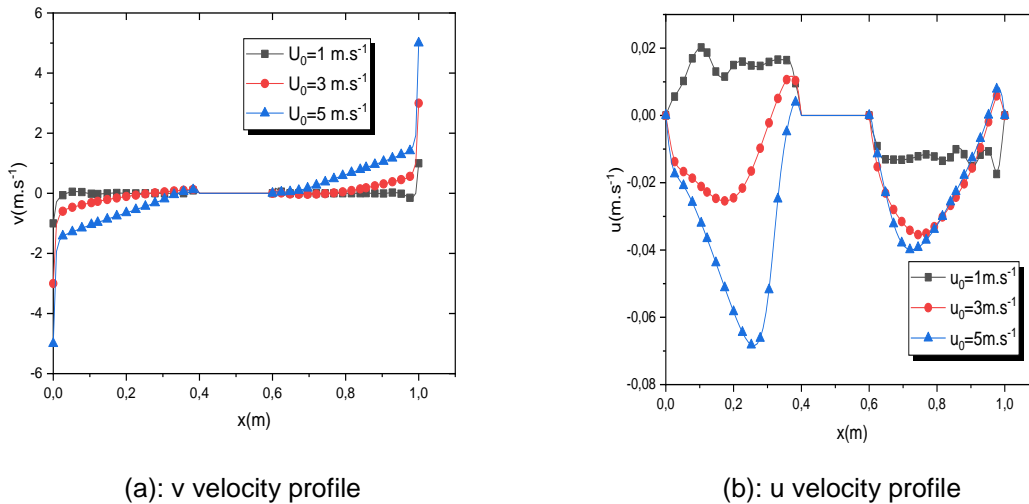 6
4
2
0
-2
-4
-6
v(m.s⁻¹)
U₀=1 m.s⁻¹
U₀=3 m.s⁻¹
U₀=5 m.s⁻¹
0,0 0,2 0,4 0,6 0,8 1,0
x(m)
(a): v velocity profile
0,02
0,00
-0,02
-0,04
-0,06
-0,08
u(m.s⁻¹)
u₀=1m.s⁻¹
u₀=3m.s⁻¹
u₀=5m.s⁻¹
0,0 0,2 0,4 0,6 0,8 1,0
x(m)
(b): u velocity profile